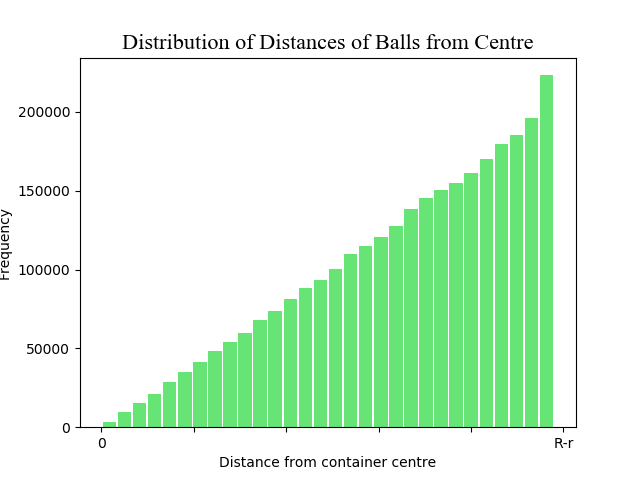 Distribution of Distances of Balls from Centre
200000
150000
100000
50000
0
Frequency
0
R-r
Distance from container centre